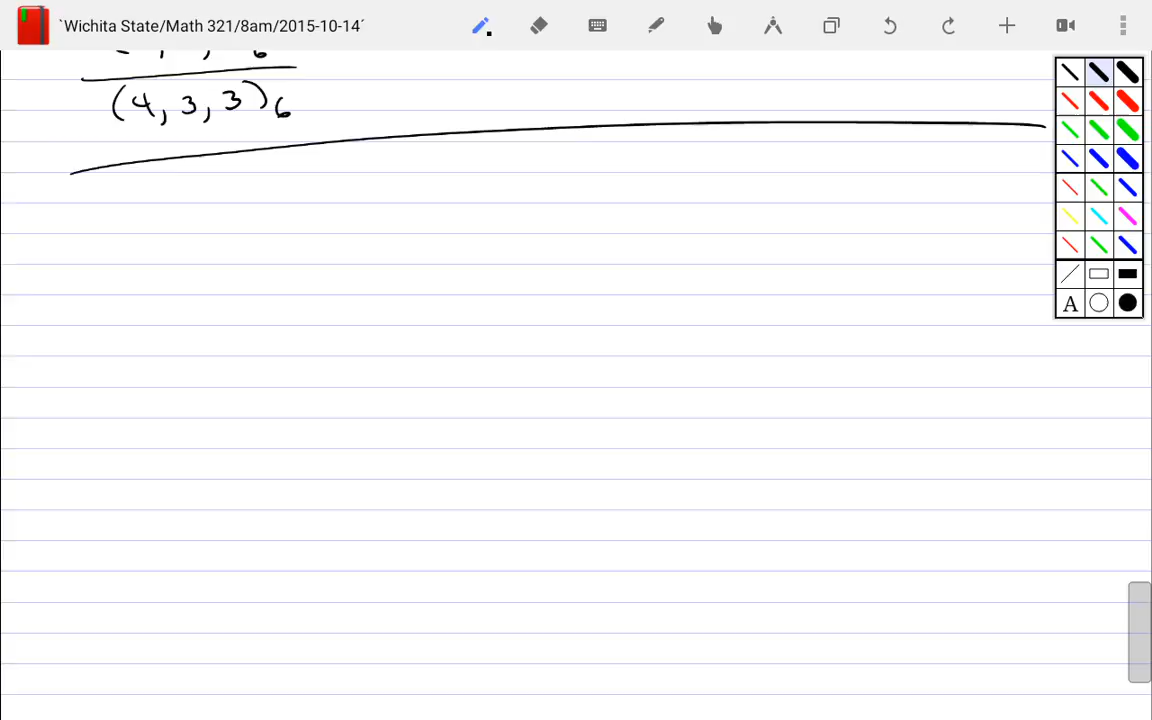 `Wichita State/Math 321/8am/2015-10-14´
(4, 3, 3)₆
A